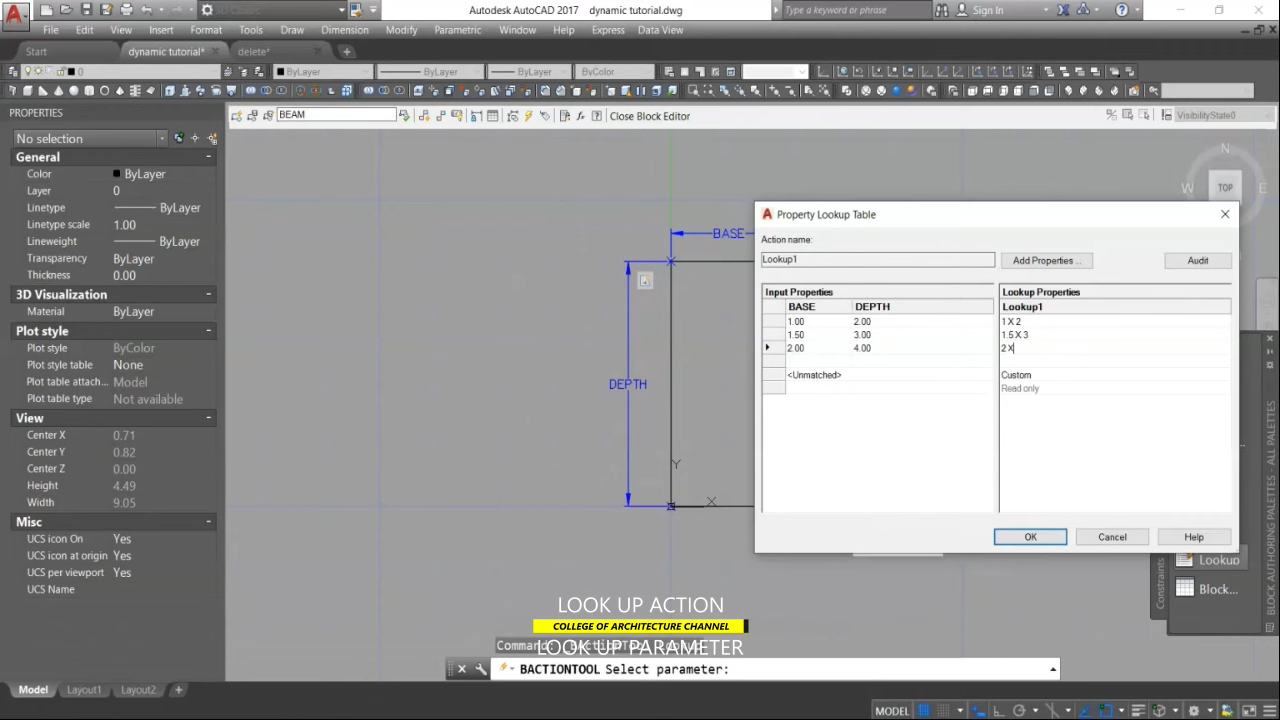 Autodesk AutoCAD 2017 dynamic tutorial.dwg
Type a keyword or phrase
Sign In
File Edit View Insert Format Tools Draw Dimension Modify Parametric Window Help Express Data View
Start dynamic tutorial* delete*
0 ByLayer ByLayer ByLayer ByColor
PROPERTIES
BEAM
Close Block Editor
VisibilityState0
No selection
General
Color ByLayer
Layer 0
Linetype ByLayer
Linetype scale 1.00
Lineweight ByLayer
Transparency ByLayer
Thickness 0.00
3D Visualization
Material ByLayer
Plot style
Plot style ByColor
Plot style table None
Plot table attach... Model
Plot table type Not available
View
Center X 0.71
Center Y 0.82
Center Z 0.00
Height 4.49
Width 9.05
Misc
UCS icon On Yes
UCS icon at origin Yes
UCS per viewport Yes
UCS Name
BASE
DEPTH
Y
X
N
W TOP E
Property Lookup Table
Action name:
Lookup1
Add Properties ...
Audit
Input Properties Lookup Properties
BASE DEPTH Lookup1
1.00 2.00 1 X 2
1.50 3.00 1.5 X 3
2.00 4.00 2 X
<Unmatched> Custom
Read only
OK Cancel Help
Lookup
Block...
Constraints
BLOCK AUTHORING PALETTES - ALL PALETTES
LOOK UP ACTION
COLLEGE OF ARCHITECTURE CHANNEL
LOOK UP PARAMETER
BACTIONTOOL Select parameter:
Model Layout1 Layout2
MODEL